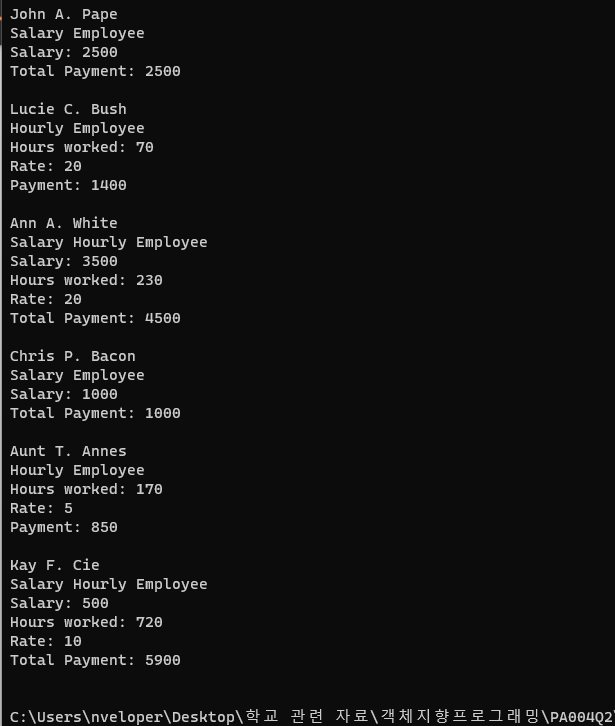 John A. Pape
Salary Employee
Salary: 2500
Total Payment: 2500
Lucie C. Bush
Hourly Employee
Hours worked: 70
Rate: 20
Payment: 1400
Ann A. White
Salary Hourly Employee
Salary: 3500
Hours worked: 230
Rate: 20
Total Payment: 4500
Chris P. Bacon
Salary Employee
Salary: 1000
Total Payment: 1000
Aunt T. Annes
Hourly Employee
Hours worked: 170
Rate: 5
Payment: 850
Kay F. Cie
Salary Hourly Employee
Salary: 500
Hours worked: 720
Rate: 10
Total Payment: 5900
C:\Users\nveloper\Desktop\학교 관련 자료\객체지향프로그래밍\PA004Q2